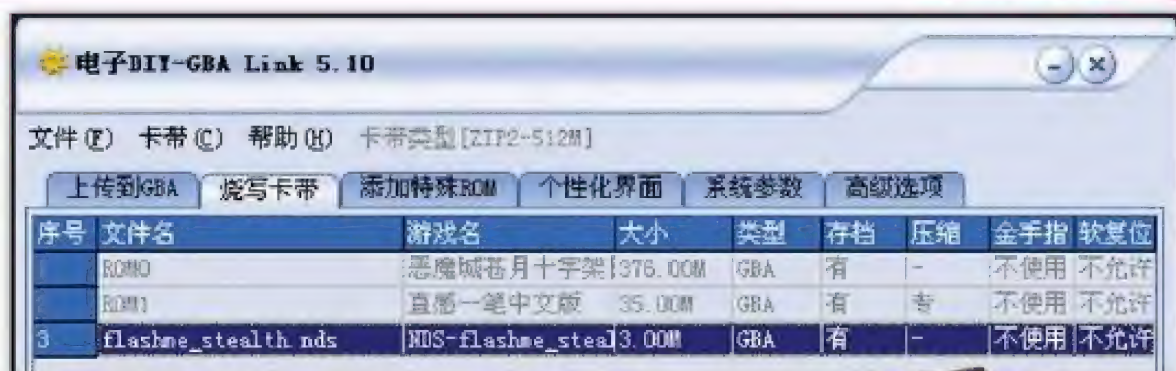 电子DIY-GBA Link 5.10
文件(F) 卡带(C) 帮助(H) 卡带类型[ZIP2-512M]
上传到GBA 烧写卡带 添加特殊ROM 个性化界面 系统参数 高级选项
序号 文件名 游戏名 大小 类型 存档 压缩 金手指 软复位
ROM0 恶魔城苍月十字架 376.00M GBA 有 - 不使用 不允许
ROM1 直感一笔中文版 35.00M GBA 有 专 不使用 不允许
3 flashme_stealth.nds NDS-flashme_steal 3.00M GBA 有 - 不使用 不允许